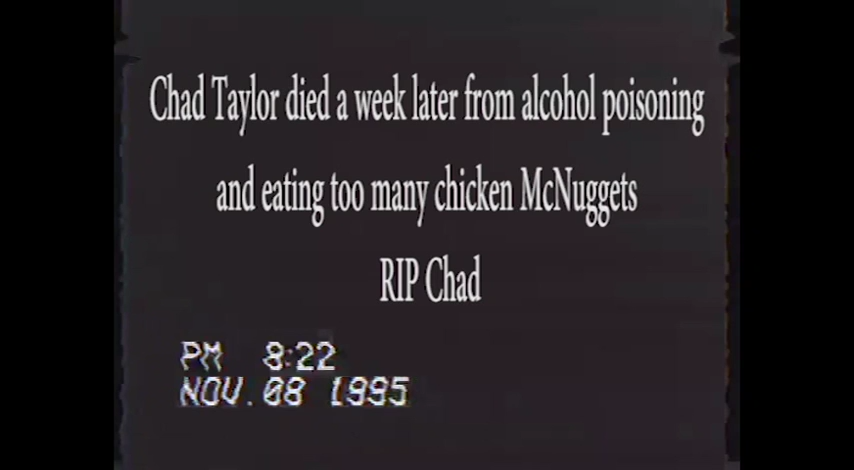 Chad Taylor died a week later from alcohol poisoning
and eating too many chicken McNuggets
RIP Chad
PM 8:22
NOV. 08 1995